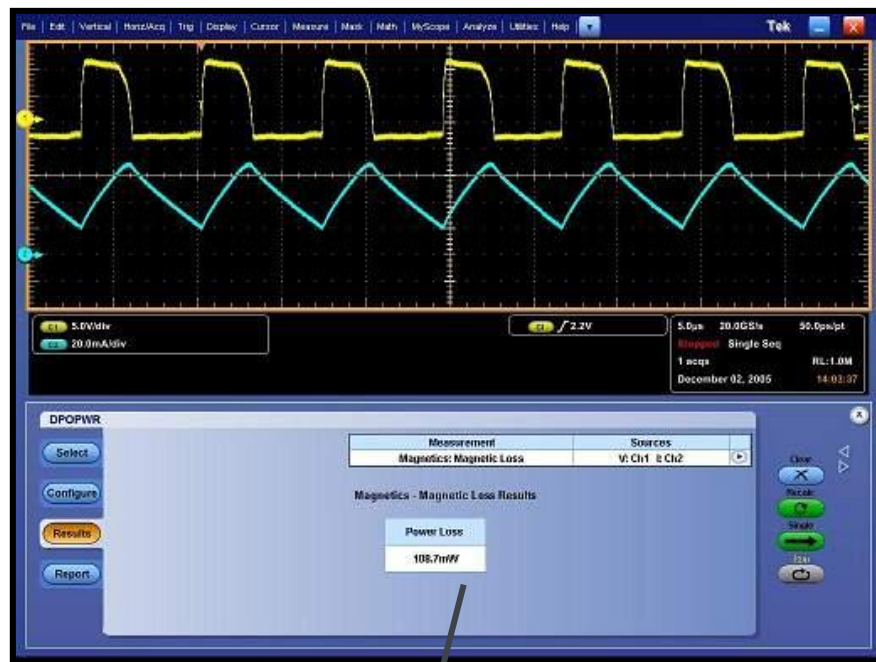 File | Edit | Vertical | Horiz/Acq | Trig | Display | Cursor | Measure | Mask | Math | MyScope | Analyze | Utilities | Help
Tek
C1 5.0V/div
C2 20.0mA/div
2.2V
5.0µs 20.0GS/s 50.0ps/pt
Stopped Single Seq
1 acqs RL:1.0M
December 02, 2005 14:03:37
DPOPWR
Select
Configure
Results
Report
Measurement Sources
Magnetics: Magnetic Loss V: Ch1 I: Ch2
Magnetics - Magnetic Loss Results
Power Loss
108.7mW
Clear
Recalc
Single
Run